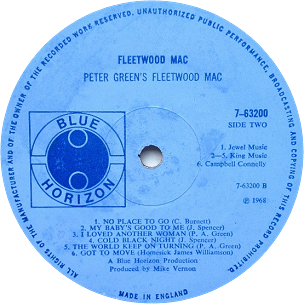 ALL RIGHTS OF THE MANUFACTURER AND OF THE OWNER OF THE RECORDED WORK RESERVED. UNAUTHORIZED PUBLIC PERFORMANCE, BROADCASTING AND COPYING OF THIS RECORD PROHIBITED
FLEETWOOD MAC
PETER GREEN'S FLEETWOOD MAC
BLUE
HORIZON
7-63200
SIDE TWO
1. Jewel Music
2—5. King Music
6. Campbell Connelly
7-63200 B
℗ 1968
1. NO PLACE TO GO (C. Burnett)
2. MY BABY'S GOOD TO ME (J. Spencer)
3. I LOVED ANOTHER WOMAN (P. A. Green)
4. COLD BLACK NIGHT (J. Spencer)
5. THE WORLD KEEP ON TURNING (P. A. Green)
6. GOT TO MOVE (Homesick James Williamson)
A Blue Horizon Production
Produced by Mike Vernon
MADE IN ENGLAND